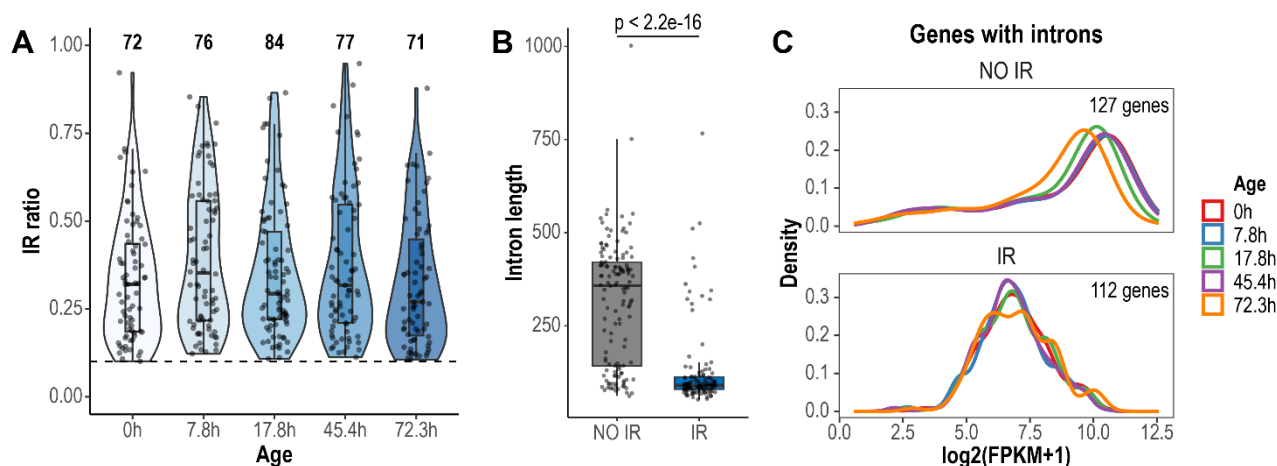 A
72 76 84 77 71
IR ratio
1.00
0.75
0.50
0.25
0.00
0h 7.8h 17.8h 45.4h 72.3h
Age
B
p < 2.2e-16
Intron length
1000
750
500
250
NO IR IR
C
Genes with introns
NO IR
127 genes
Density
0.3
0.2
0.1
0.0
IR
112 genes
0.3
0.2
0.1
0.0
0.0 2.5 5.0 7.5 10.0 12.5
log2(FPKM+1)
Age
0h
7.8h
17.8h
45.4h
72.3h